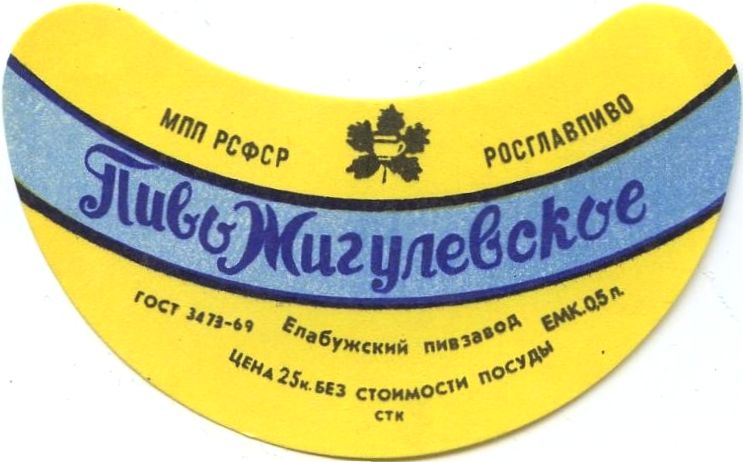 МПП РСФСР РОСГЛАВПИВО
Пиво Жигулевское
ГОСТ 3473-69 Елабужский пивзавод ЕМК.0,5 л.
ЦЕНА 25к. БЕЗ СТОИМОСТИ ПОСУДЫ
СТК